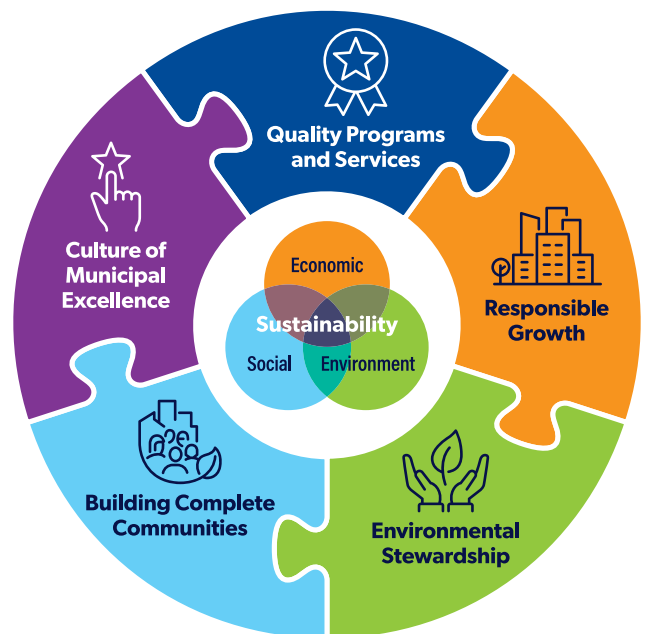 Quality Programs
and Services
Culture of
Municipal
Excellence
Responsible
Growth
Economic
Sustainability
Social
Environment
Building Complete
Communities
Environmental
Stewardship